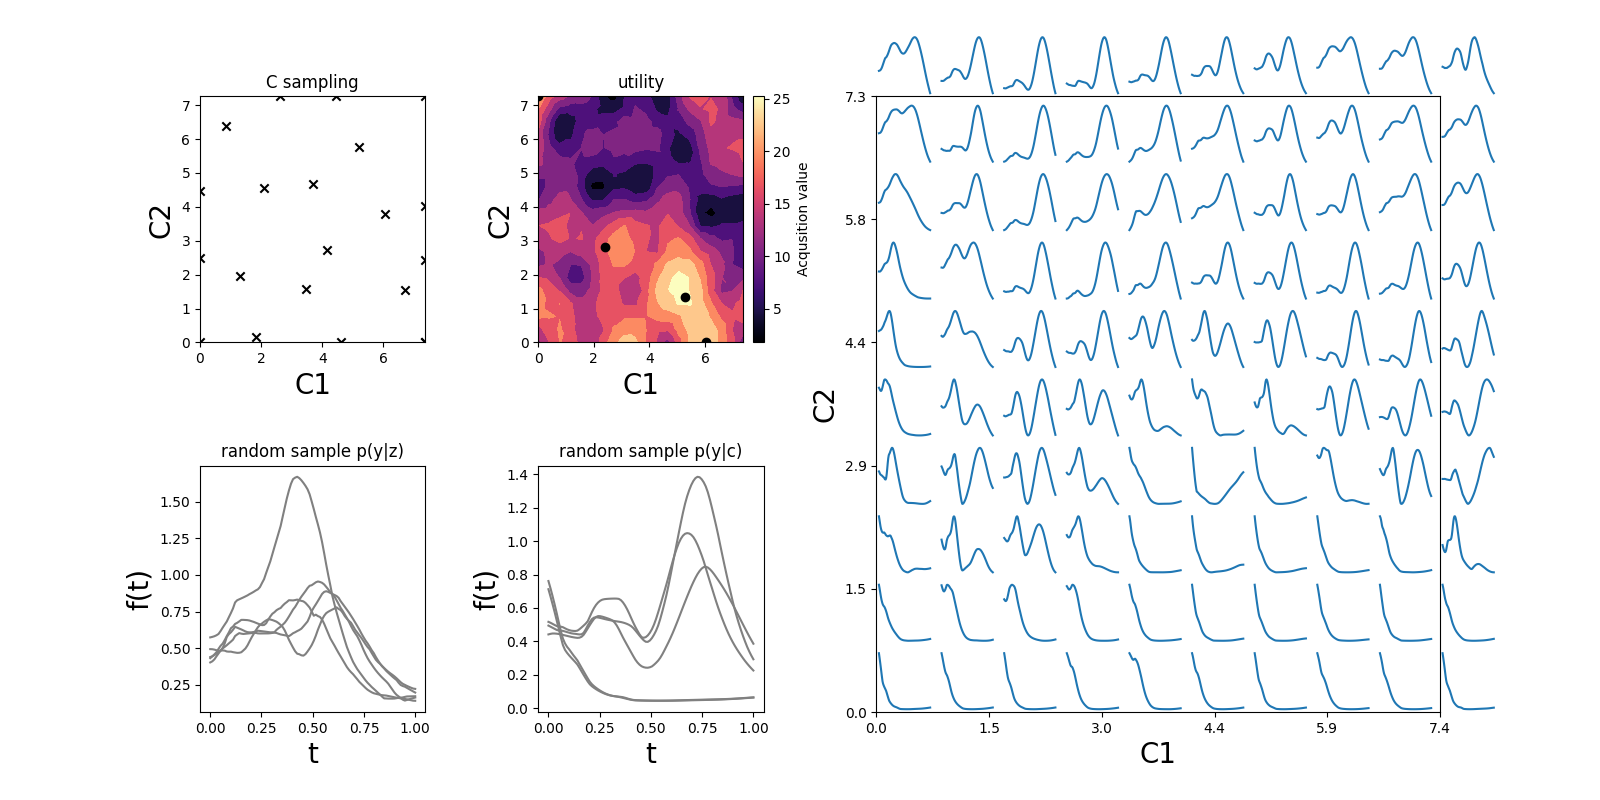 C sampling
7
6
5
4
3
2
1
0
C2
0 2 4 6
C1
utility
7
6
5
4
3
2
1
0
C2
0 2 4 6
C1
25
20
15
10
5
Acqusition value
random sample p(y|z)
1.50
1.25
1.00
0.75
0.50
0.25
f(t)
0.00 0.25 0.50 0.75 1.00
t
random sample p(y|c)
1.4
1.2
1.0
0.8
0.6
0.4
0.2
0.0
f(t)
0.00 0.25 0.50 0.75 1.00
t
7.3
5.8
4.4
2.9
1.5
0.0
C2
0.0 1.5 3.0 4.4 5.9 7.4
C1